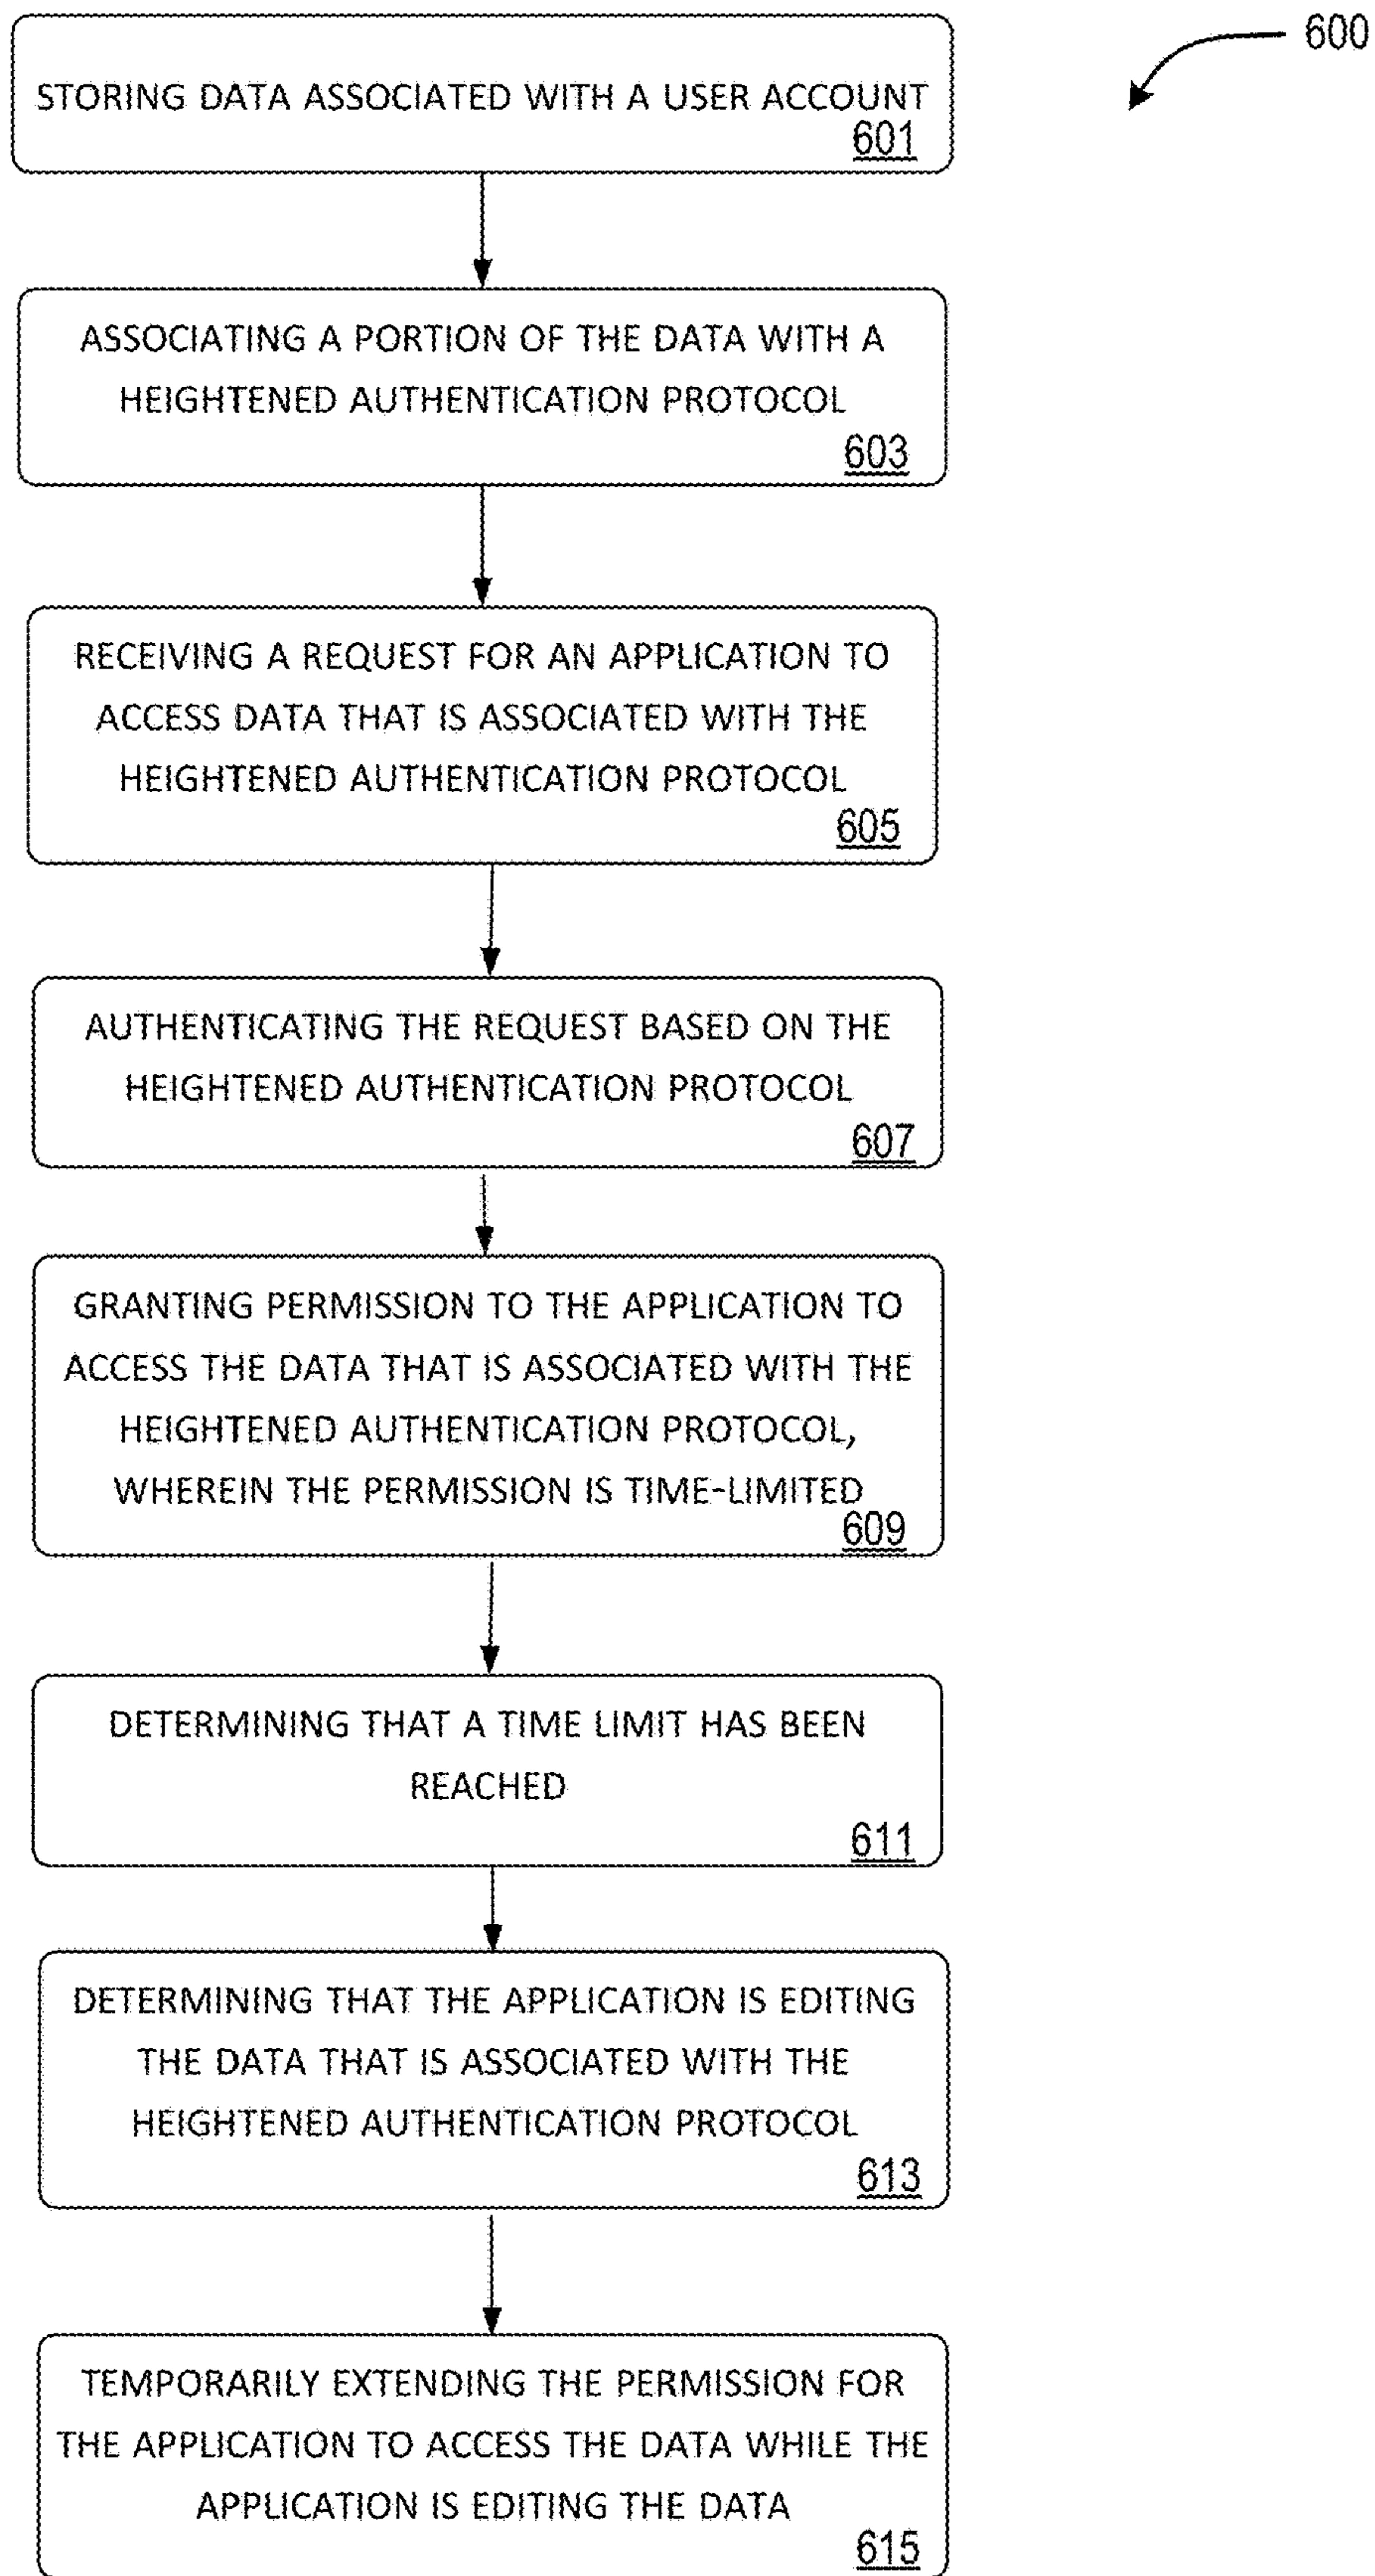 600
STORING DATA ASSOCIATED WITH A USER ACCOUNT
601
ASSOCIATING A PORTION OF THE DATA WITH A
HEIGHTENED AUTHENTICATION PROTOCOL
603
RECEIVING A REQUEST FOR AN APPLICATION TO
ACCESS DATA THAT IS ASSOCIATED WITH THE
HEIGHTENED AUTHENTICATION PROTOCOL
605
AUTHENTICATING THE REQUEST BASED ON THE
HEIGHTENED AUTHENTICATION PROTOCOL
607
GRANTING PERMISSION TO THE APPLICATION TO
ACCESS THE DATA THAT IS ASSOCIATED WITH THE
HEIGHTENED AUTHENTICATION PROTOCOL,
WHEREIN THE PERMISSION IS TIME-LIMITED
609
DETERMINING THAT A TIME LIMIT HAS BEEN
REACHED
611
DETERMINING THAT THE APPLICATION IS EDITING
THE DATA THAT IS ASSOCIATED WITH THE
HEIGHTENED AUTHENTICATION PROTOCOL
613
TEMPORARILY EXTENDING THE PERMISSION FOR
THE APPLICATION TO ACCESS THE DATA WHILE THE
APPLICATION IS EDITING THE DATA
615